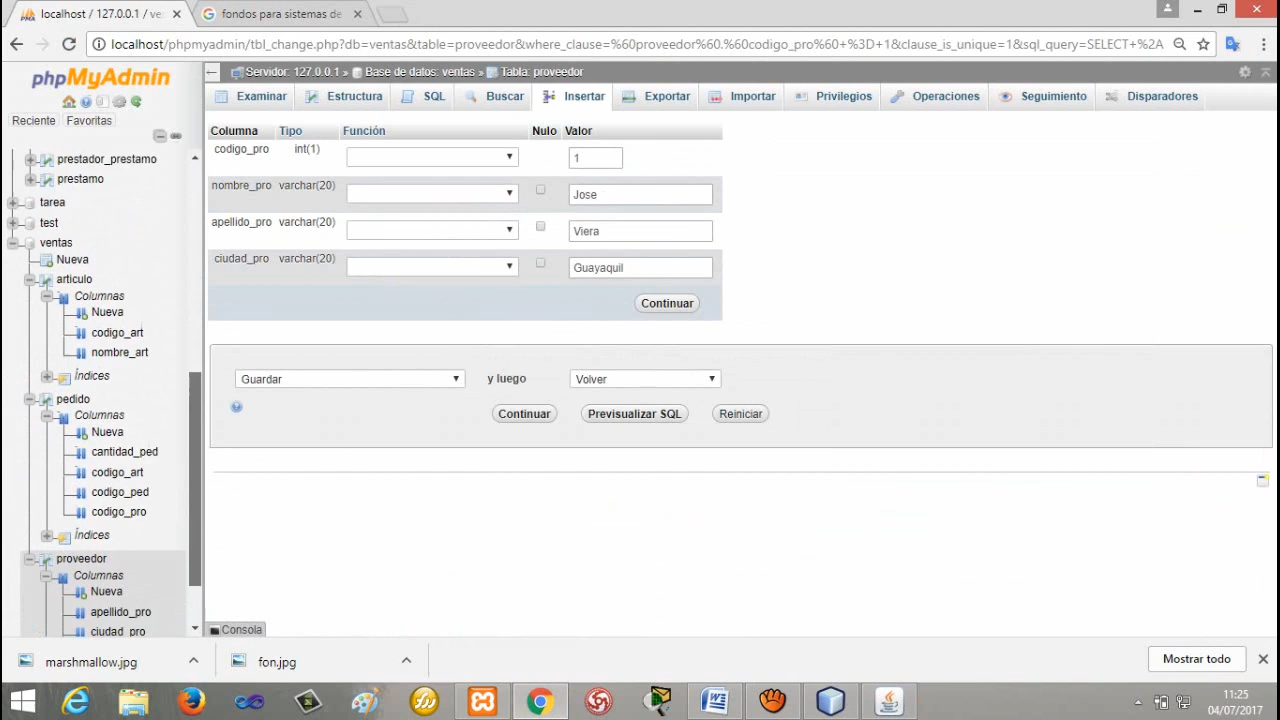 localhost / 127.0.0.1 / ve
fondos para sistemas de
localhost/phpmyadmin/tbl_change.php?db=ventas&table=proveedor&where_clause=%60proveedor%60.%60codigo_pro%60+%3D+1&clause_is_unique=1&sql_query=SELECT+%2A
phpMyAdmin
Reciente Favoritas
Servidor: 127.0.0.1 » Base de datos: ventas » Tabla: proveedor
Examinar Estructura SQL Buscar Insertar Exportar Importar Privilegios Operaciones Seguimiento Disparadores
prestador_prestamo
prestamo
tarea
test
ventas
Nueva
articulo
Columnas
Nueva
codigo_art
nombre_art
Índices
pedido
Columnas
Nueva
cantidad_ped
codigo_art
codigo_ped
codigo_pro
Índices
proveedor
Columnas
Nueva
apellido_pro
ciudad_pro
Columna Tipo Función Nulo Valor
codigo_pro int(1) 1
nombre_pro varchar(20) Jose
apellido_pro varchar(20) Viera
ciudad_pro varchar(20) Guayaquil
Continuar
Guardar y luego Volver
Continuar Previsualizar SQL Reiniciar
Consola
marshmallow.jpg fon.jpg Mostrar todo
11:25
04/07/2017